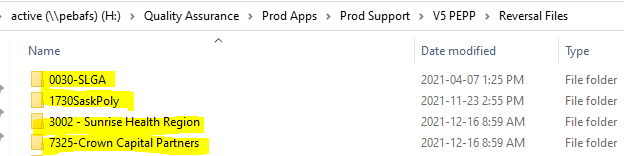 active (\\pebafs) (H:) > Quality Assurance > Prod Apps > Prod Support > V5 PEPP > Reversal Files
Name Date modified Type
0030-SLGA 2021-04-07 1:25 PM File folder
1730SaskPoly 2021-11-23 2:55 PM File folder
3002 - Sunrise Health Region 2021-12-16 8:59 AM File folder
7325-Crown Capital Partners 2021-12-16 8:59 AM File folder